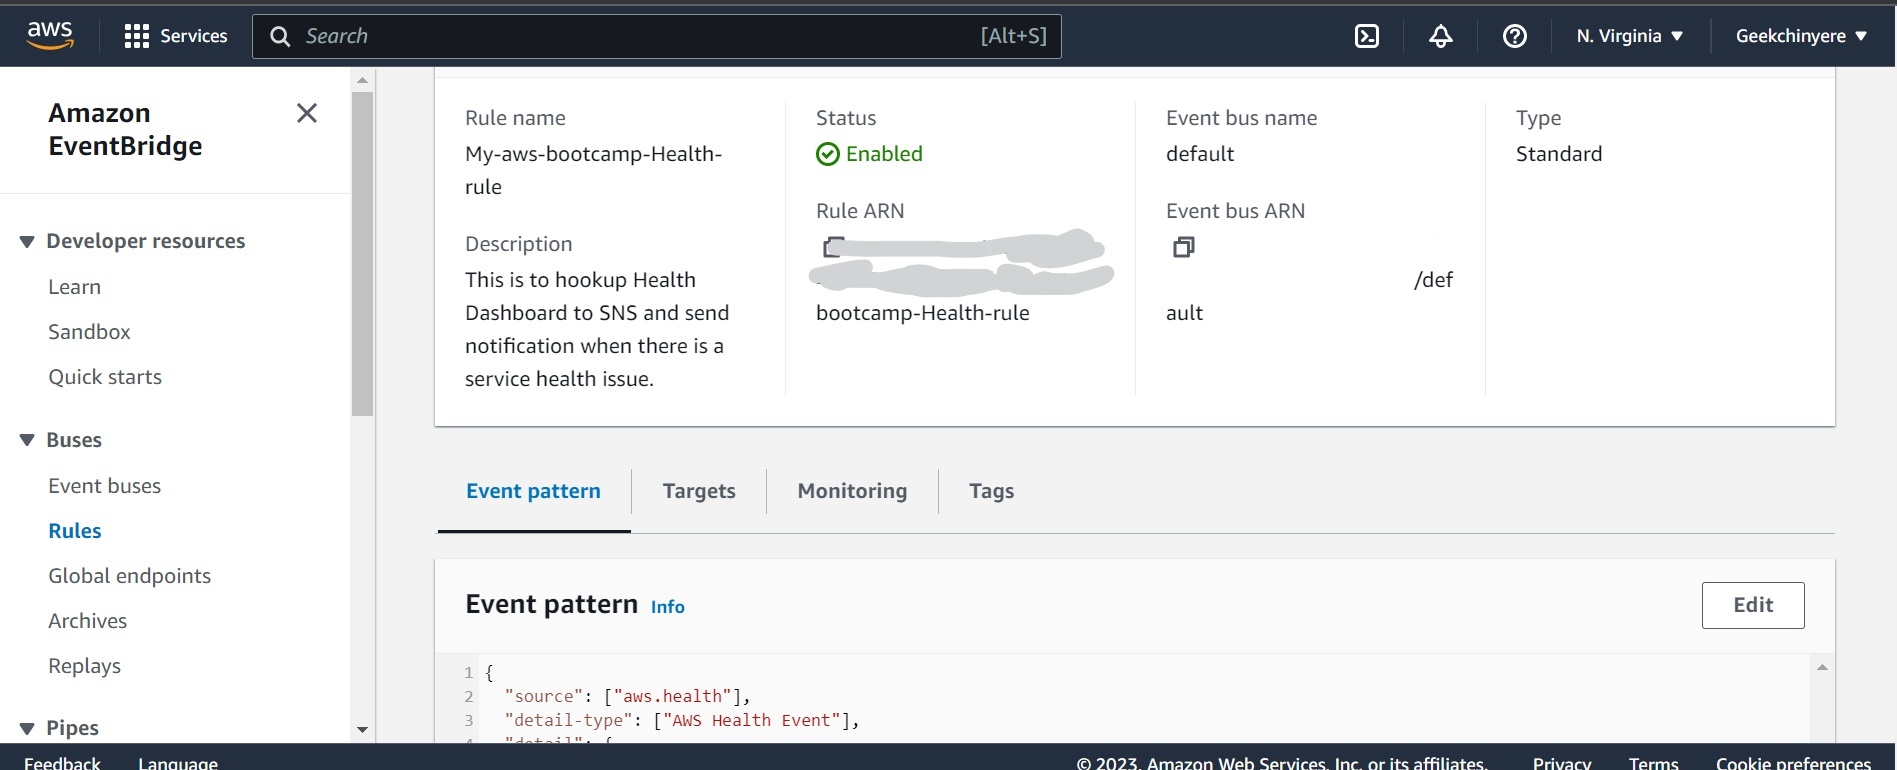 aws
Services
Search
[Alt+S]
N. Virginia
Geekchinyere
Amazon
EventBridge
Developer resources
Learn
Sandbox
Quick starts
Buses
Event buses
Rules
Global endpoints
Archives
Replays
Pipes
Rule name
My-aws-bootcamp-Health-
rule
Description
This is to hookup Health
Dashboard to SNS and send
notification when there is a
service health issue.
Status
Enabled
Rule ARN
bootcamp-Health-rule
Event bus name
default
Event bus ARN
/def
ault
Type
Standard
Event pattern
Targets
Monitoring
Tags
Event pattern Info
Edit
1 {
2 "source": ["aws.health"],
3 "detail-type": ["AWS Health Event"],
4 "detail": {
Feedback
Language
© 2023, Amazon Web Services, Inc. or its affiliates.
Privacy
Terms
Cookie preferences